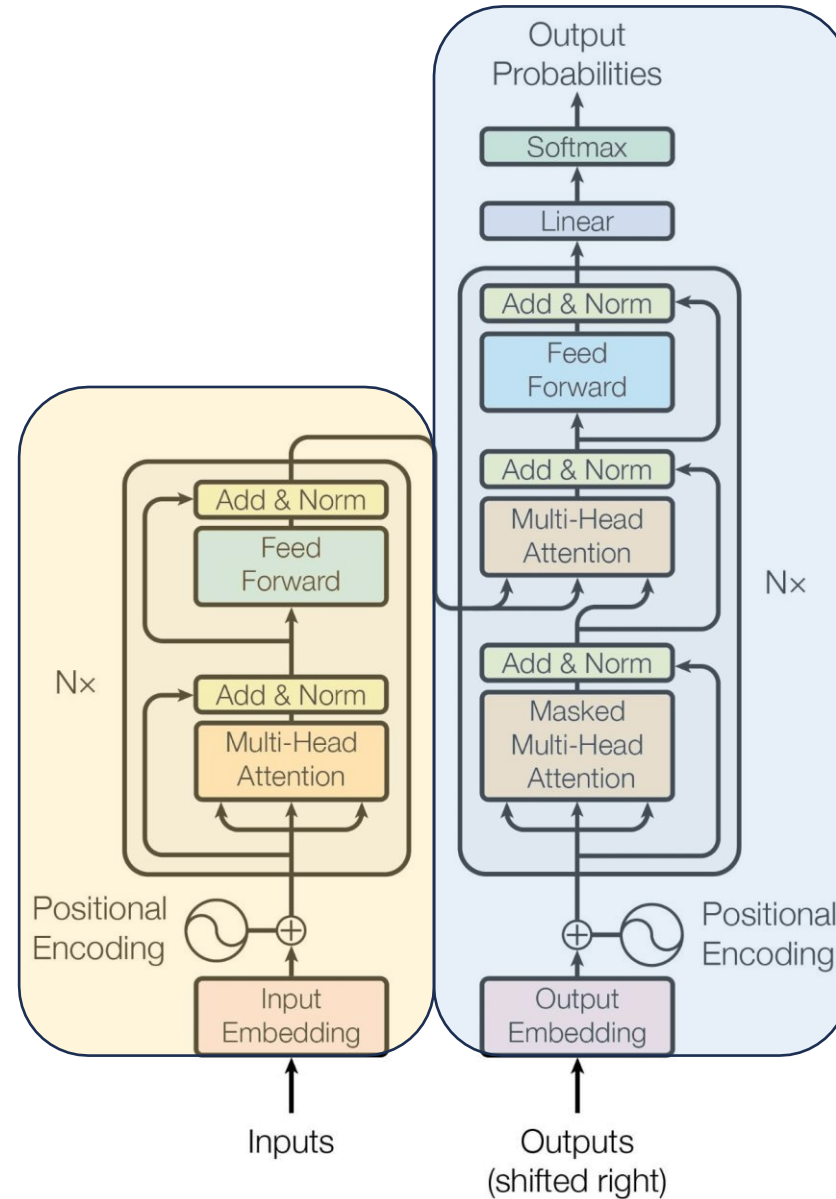 Output
Probabilities
Softmax
Linear
Add & Norm
Feed
Forward
Add & Norm
Multi-Head
Attention
Nx
Add & Norm
Masked
Multi-Head
Attention
Positional
Encoding
Output
Embedding
Outputs
(shifted right)
Add & Norm
Feed
Forward
Nx
Add & Norm
Multi-Head
Attention
Positional
Encoding
Input
Embedding
Inputs